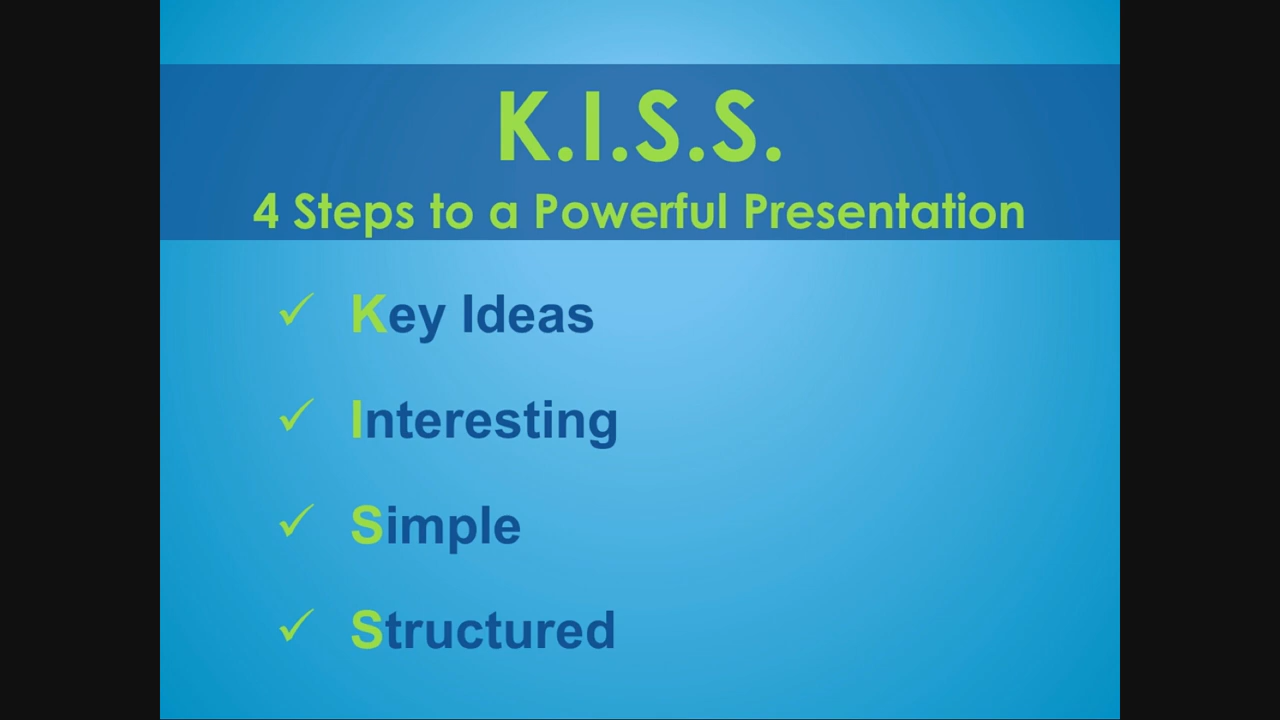 K.I.S.S.
4 Steps to a Powerful Presentation
✓ Key Ideas
✓ Interesting
✓ Simple
✓ Structured